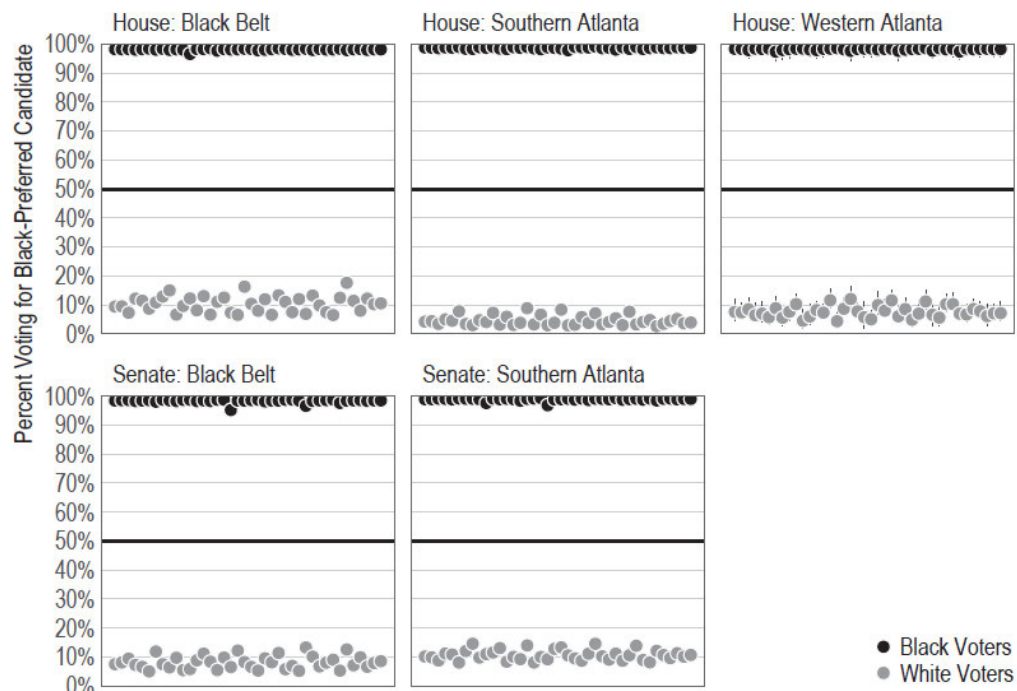 House: Black Belt
House: Southern Atlanta
House: Western Atlanta
Percent Voting for Black-Preferred Candidate
100%
90%
80%
70%
60%
50%
40%
30%
20%
10%
0%
Senate: Black Belt
Senate: Southern Atlanta
100%
90%
80%
70%
60%
50%
40%
30%
20%
10%
0%
Black Voters
White Voters